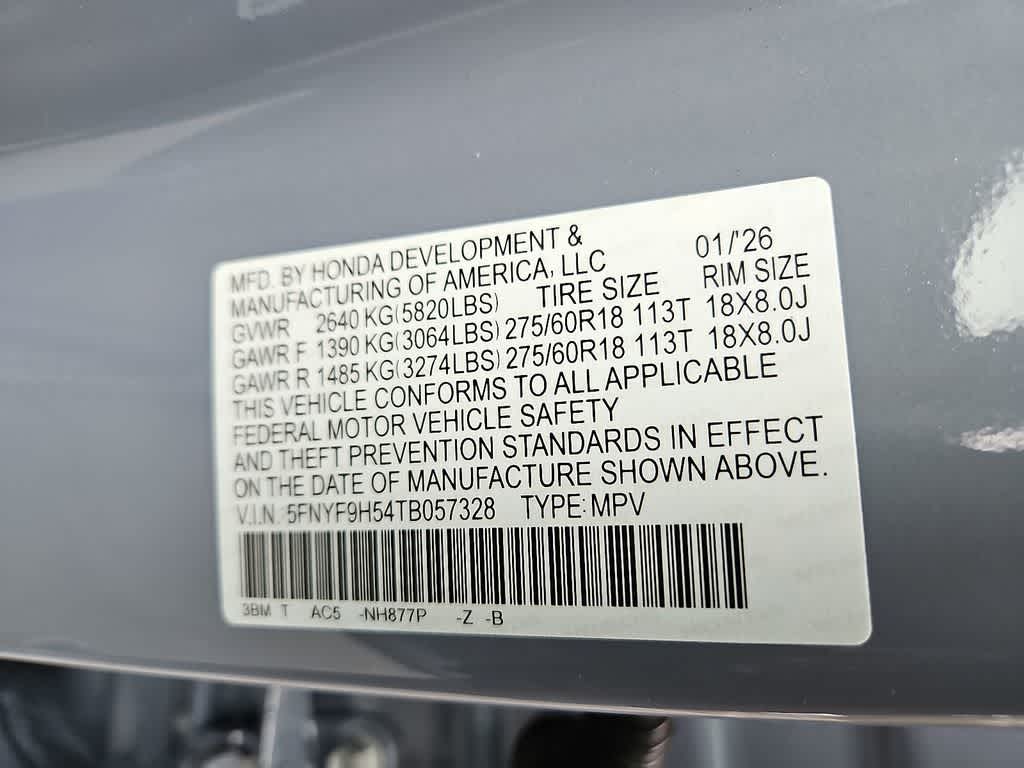 MFD. BY HONDA DEVELOPMENT & 01/'26
MANUFACTURING OF AMERICA, LLC
GVWR 2640 KG(5820LBS) TIRE SIZE RIM SIZE
GAWR F 1390 KG(3064LBS) 275/60R18 113T 18X8.0J
GAWR R 1485 KG(3274LBS) 275/60R18 113T 18X8.0J
THIS VEHICLE CONFORMS TO ALL APPLICABLE
FEDERAL MOTOR VEHICLE SAFETY
AND THEFT PREVENTION STANDARDS IN EFFECT
ON THE DATE OF MANUFACTURE SHOWN ABOVE.
V.I.N.: 5FNYF9H54TB057328 TYPE: MPV
3BM T AC5 -NH877P -Z -B